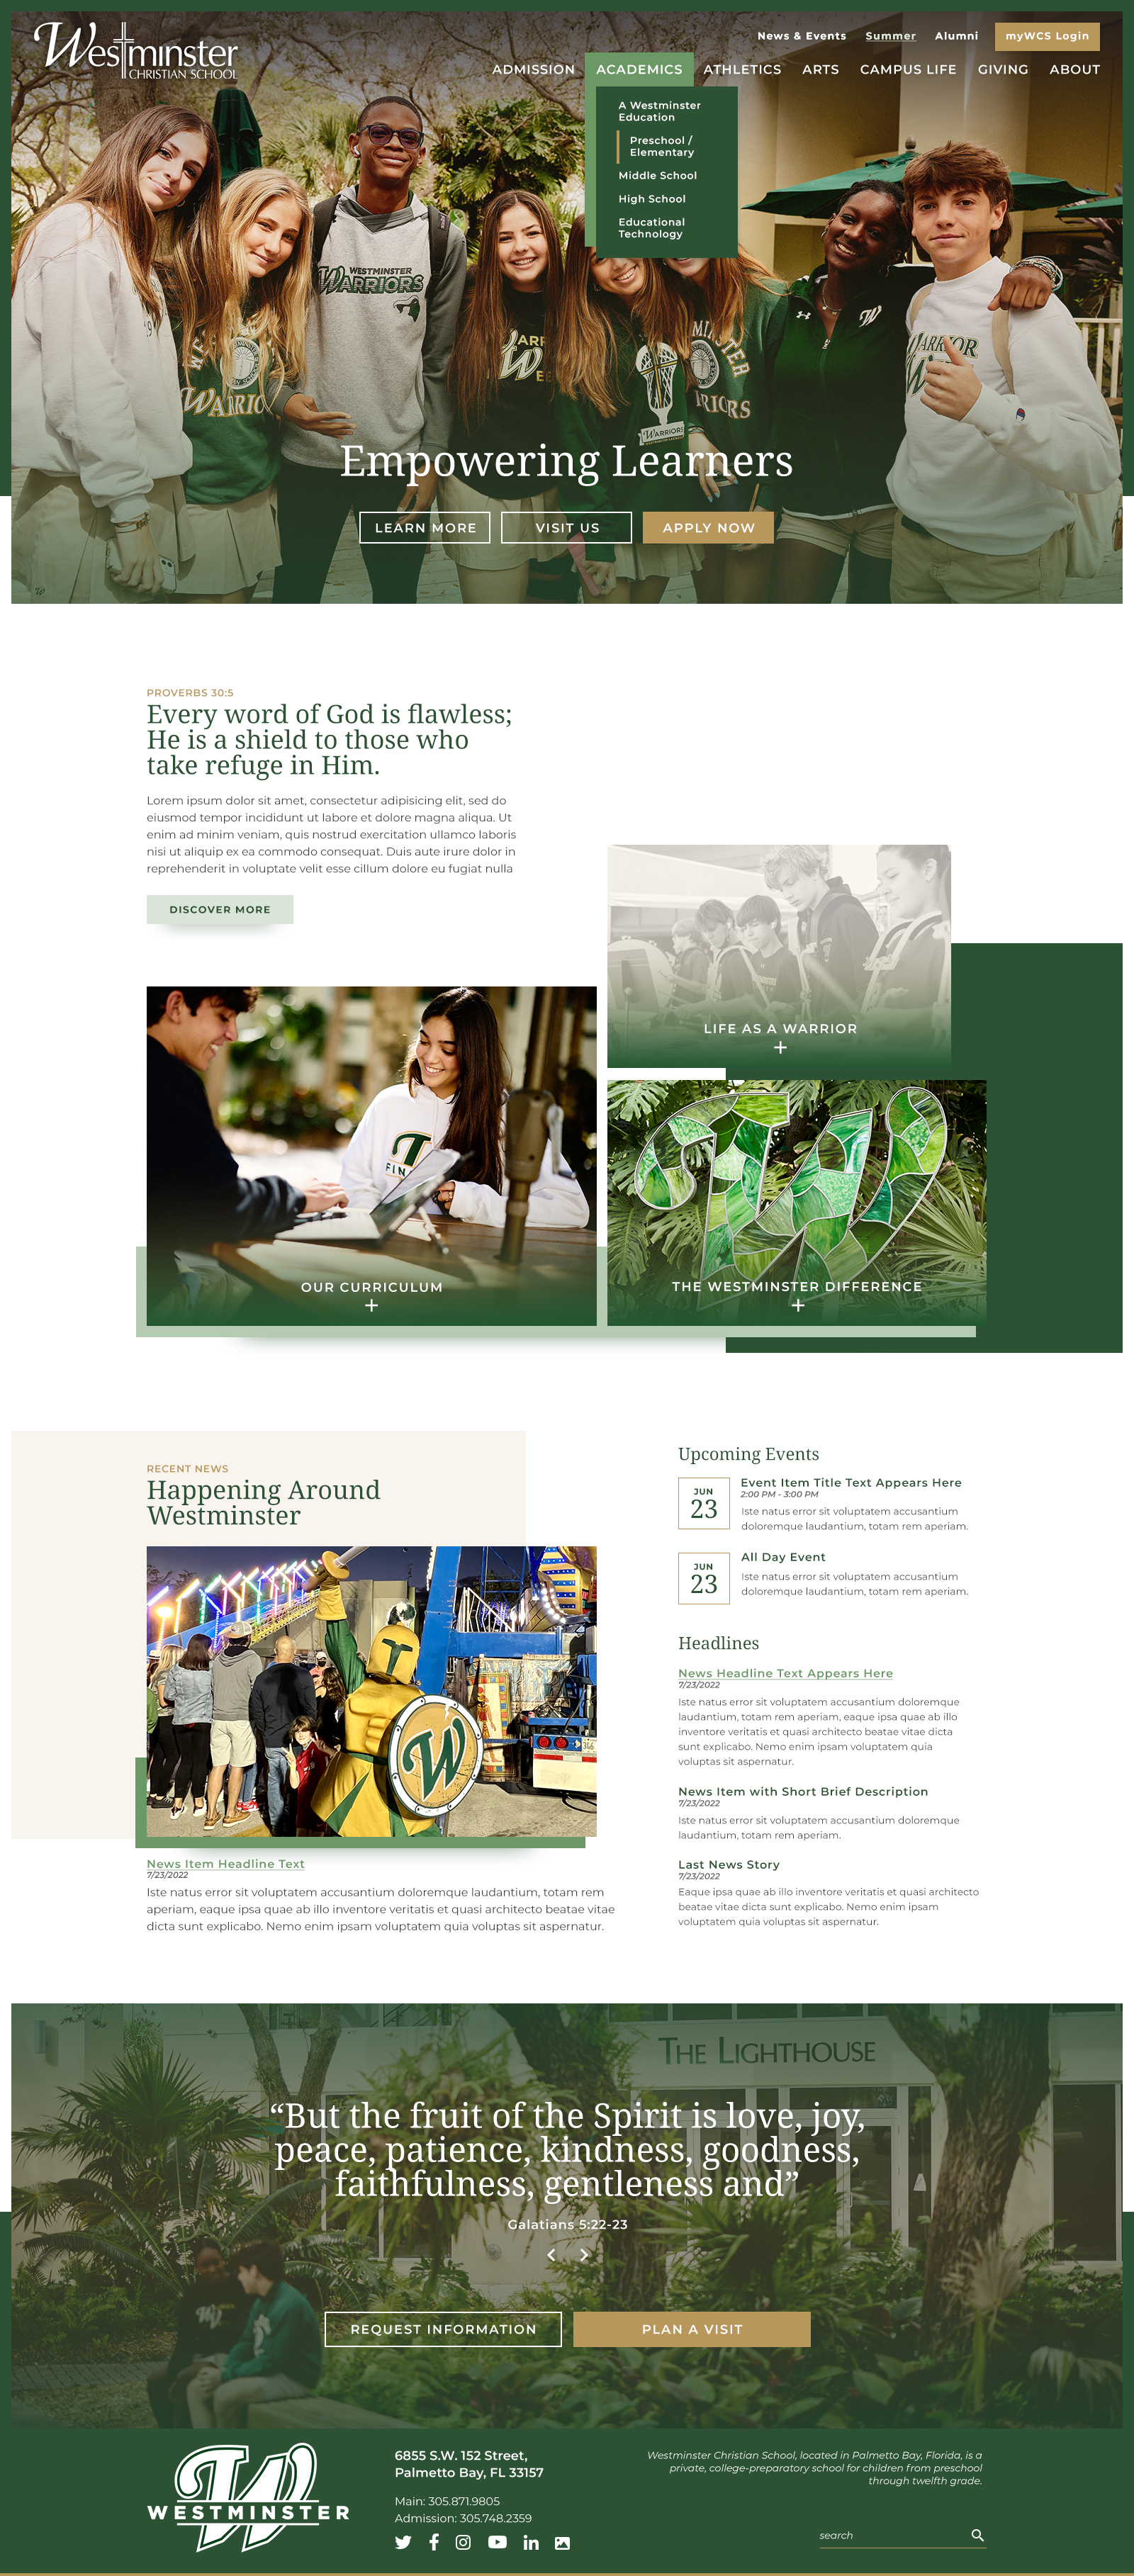 Westminster
CHRISTIAN SCHOOL
News & Events Summer Alumni myWCS Login
ADMISSION ACADEMICS ATHLETICS ARTS CAMPUS LIFE GIVING ABOUT
A Westminster
Education
Preschool /
Elementary
Middle School
High School
Educational
Technology
WESTMINSTER
WARRIORS
WARRIORS
Empowering Learners
LEARN MORE VISIT US APPLY NOW
PROVERBS 30:5
Every word of God is flawless;
He is a shield to those who
take refuge in Him.
Lorem ipsum dolor sit amet, consectetur adipisicing elit, sed do
eiusmod tempor incididunt ut labore et dolore magna aliqua. Ut
enim ad minim veniam, quis nostrud exercitation ullamco laboris
nisi ut aliquip ex ea commodo consequat. Duis aute irure dolor in
reprehenderit in voluptate velit esse cillum dolore eu fugiat nulla
DISCOVER MORE
LIFE AS A WARRIOR
+
OUR CURRICULUM
+
THE WESTMINSTER DIFFERENCE
+
RECENT NEWS
Happening Around
Westminster
W
News Item Headline Text
7/23/2022
Iste natus error sit voluptatem accusantium doloremque laudantium, totam rem
aperiam, eaque ipsa quae ab illo inventore veritatis et quasi architecto beatae vitae
dicta sunt explicabo. Nemo enim ipsam voluptatem quia voluptas sit aspernatur.
Upcoming Events
JUN
23
Event Item Title Text Appears Here
2:00 PM - 3:00 PM
Iste natus error sit voluptatem accusantium
doloremque laudantium, totam rem aperiam.
JUN
23
All Day Event
Iste natus error sit voluptatem accusantium
doloremque laudantium, totam rem aperiam.
Headlines
News Headline Text Appears Here
7/23/2022
Iste natus error sit voluptatem accusantium doloremque
laudantium, totam rem aperiam, eaque ipsa quae ab illo
inventore veritatis et quasi architecto beatae vitae dicta
sunt explicabo. Nemo enim ipsam voluptatem quia
voluptas sit aspernatur.
News Item with Short Brief Description
7/23/2022
Iste natus error sit voluptatem accusantium doloremque
laudantium, totam rem aperiam.
Last News Story
7/23/2022
Eaque ipsa quae ab illo inventore veritatis et quasi architecto
beatae vitae dicta sunt explicabo. Nemo enim ipsam
voluptatem quia voluptas sit aspernatur.
THE LIGHTHOUSE
“But the fruit of the Spirit is love, joy,
peace, patience, kindness, goodness,
faithfulness, gentleness and”
Galatians 5:22-23
REQUEST INFORMATION PLAN A VISIT
W
WESTMINSTER
6855 S.W. 152 Street,
Palmetto Bay, FL 33157
Main: 305.871.9805
Admission: 305.748.2359
Westminster Christian School, located in Palmetto Bay, Florida, is a
private, college-preparatory school for children from preschool
through twelfth grade.
search